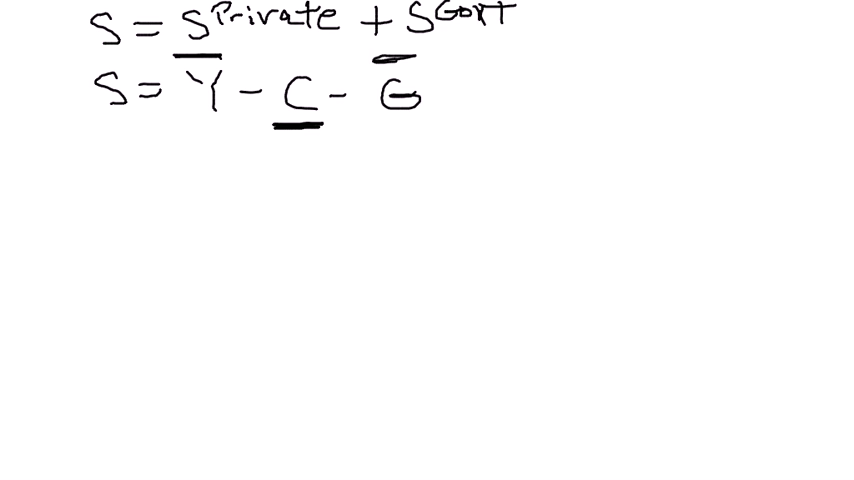 S = S^Private + S^Govt
S = Y - C - G